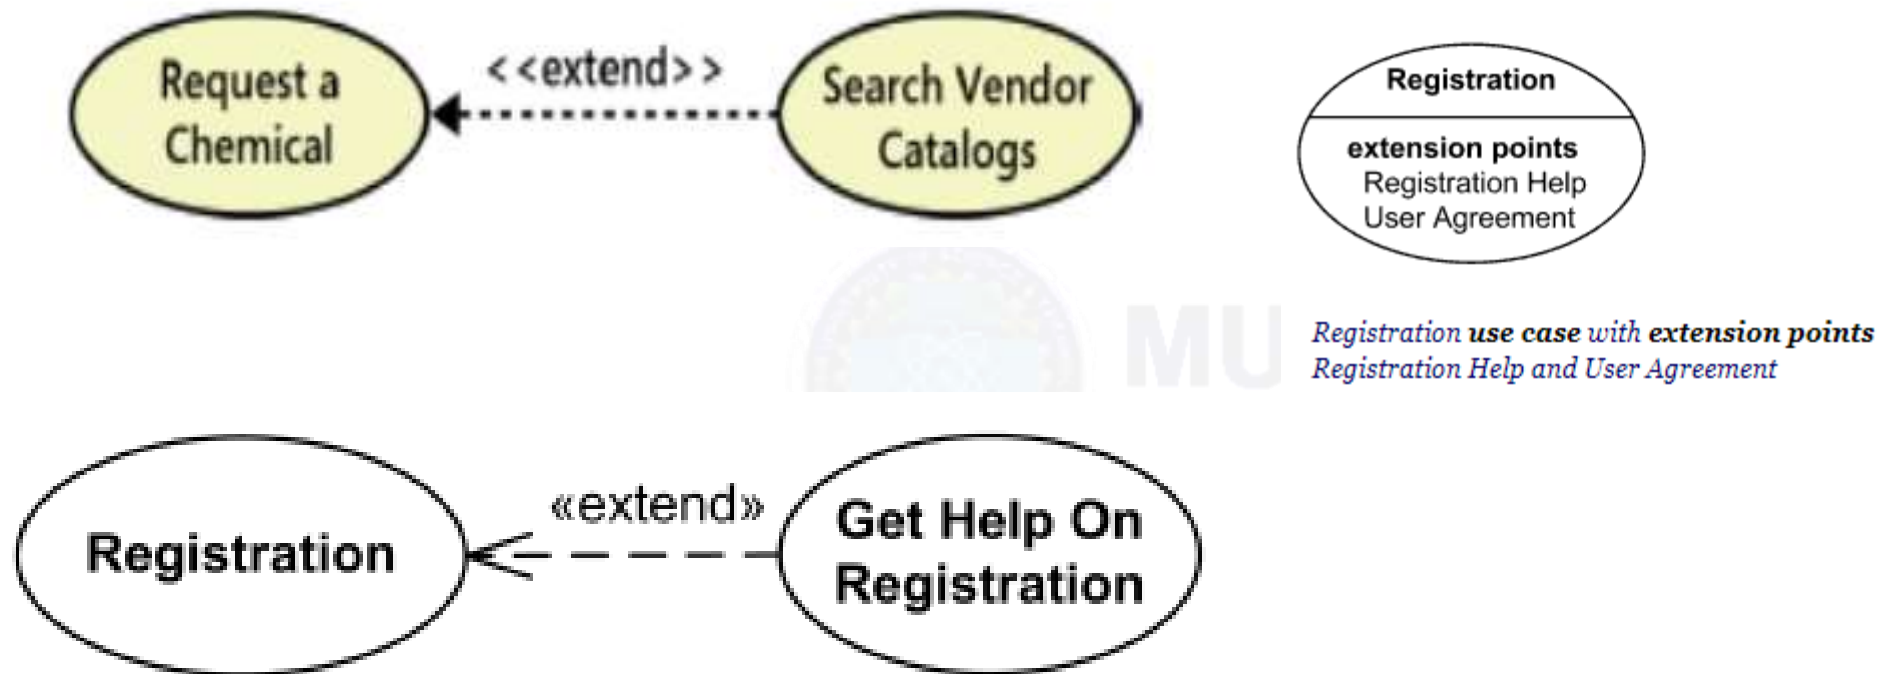 Request a
Chemical
<<extend>>
Search Vendor
Catalogs
Registration
extension points
Registration Help
User Agreement
MU
Registration use case with extension points
Registration Help and User Agreement
Registration
«extend»
Get Help On
Registration